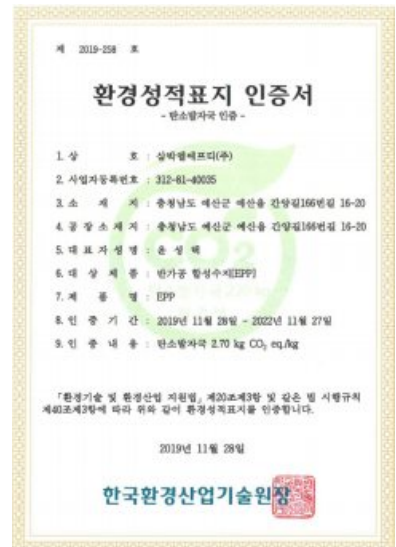 제 2019-258 호
환경성적표지 인증서
- 탄소발자국 인증 -
1. 상 호 : 삼박엘에프티(주)
2. 사업자등록번호 : 312-81-40035
3. 소 재 지 : 충청남도 예산군 예산읍 간양길166번길 16-20
4. 공 장 소 재 지 : 충청남도 예산군 예산읍 간양길166번길 16-20
5. 대 표 자 성 명 : 윤 성 택
6. 대 상 제 품 : 반가공 합성수지[EPP]
7. 제 품 명 : EPP
8. 인 증 기 간 : 2019년 11월 28일 ~ 2022년 11월 27일
9. 인 증 내 용 : 탄소발자국 2.70 kg CO₂ eq./kg
「환경기술 및 환경산업 지원법」 제20조제3항 및 같은 법 시행규칙
제40조제3항에 따라 위와 같이 환경성적표지를 인증합니다.
2019년 11월 28일
한국환경산업기술원장